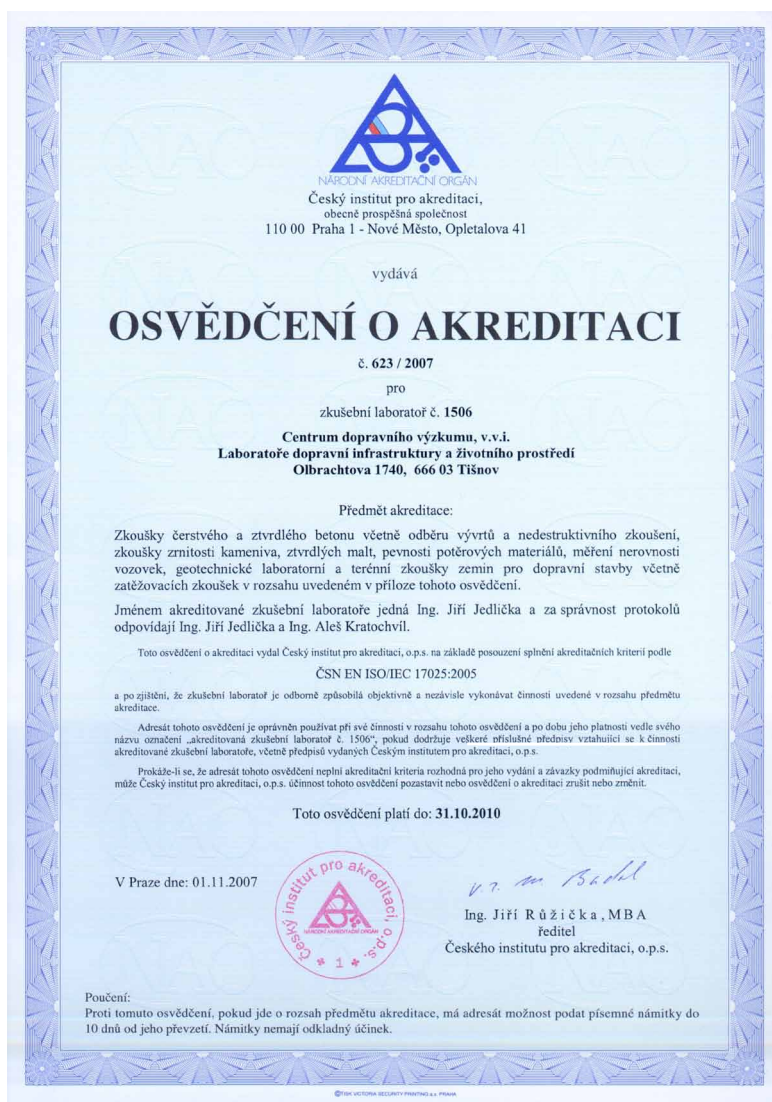 NÁRODNÍ AKREDITAČNÍ ORGÁN
Český institut pro akreditaci,
obecně prospěšná společnost
110 00 Praha 1 - Nové Město, Opletalova 41
vydává
OSVĚDČENÍ O AKREDITACI
č. 623 / 2007
pro
zkušební laboratoř č. 1506
Centrum dopravního výzkumu, v.v.i.
Laboratoře dopravní infrastruktury a životního prostředí
Olbrachtova 1740, 666 03 Tišnov
Předmět akreditace:
Zkoušky čerstvého a ztvrdlého betonu včetně odběru vývrtů a nedestruktivního zkoušení,
zkoušky zrnitosti kameniva, ztvrdlých malt, pevnosti potěrových materiálů, měření nerovnosti
vozovek, geotechnické laboratorní a terénní zkoušky zemin pro dopravní stavby včetně
zatěžovacích zkoušek v rozsahu uvedeném v příloze tohoto osvědčení.
Jménem akreditované zkušební laboratoře jedná Ing. Jiří Jedlička a za správnost protokolů
odpovídají Ing. Jiří Jedlička a Ing. Aleš Kratochvíl.
Toto osvědčení o akreditaci vydal Český institut pro akreditaci, o.p.s. na základě posouzení splnění akreditačních kriterií podle
ČSN EN ISO/IEC 17025:2005
a po zjištění, že zkušební laboratoř je odborně způsobilá objektivně a nezávisle vykonávat činnosti uvedené v rozsahu předmětu
akreditace.
Adresát tohoto osvědčení je oprávněn používat při své činnosti v rozsahu tohoto osvědčení a po dobu jeho platnosti vedle svého
názvu označení „akreditovaná zkušební laboratoř č. 1506“, pokud dodržuje veškeré příslušné předpisy vztahující se k činnosti
akreditované zkušební laboratoře, včetně předpisů vydaných Českým institutem pro akreditaci, o.p.s.
Prokáže-li se, že adresát tohoto osvědčení neplní akreditační kriteria rozhodná pro jeho vydání a závazky podmiňující akreditaci,
může Český institut pro akreditaci, o.p.s. účinnost tohoto osvědčení pozastavit nebo osvědčení o akreditaci zrušit nebo změnit.
Toto osvědčení platí do: 31.10.2010
V Praze dne: 01.11.2007
Český institut pro akreditaci, o.p.s.
NÁRODNÍ AKREDITAČNÍ ORGÁN
* 1 *
Ing. Jiří Růžička, MBA
ředitel
Českého institutu pro akreditaci, o.p.s.
Poučení:
Proti tomuto osvědčení, pokud jde o rozsah předmětu akreditace, má adresát možnost podat písemné námitky do
10 dnů od jeho převzetí. Námitky nemají odkladný účinek.
©TISK VICTORIA SECURITY PRINTING a.s. PRAHA